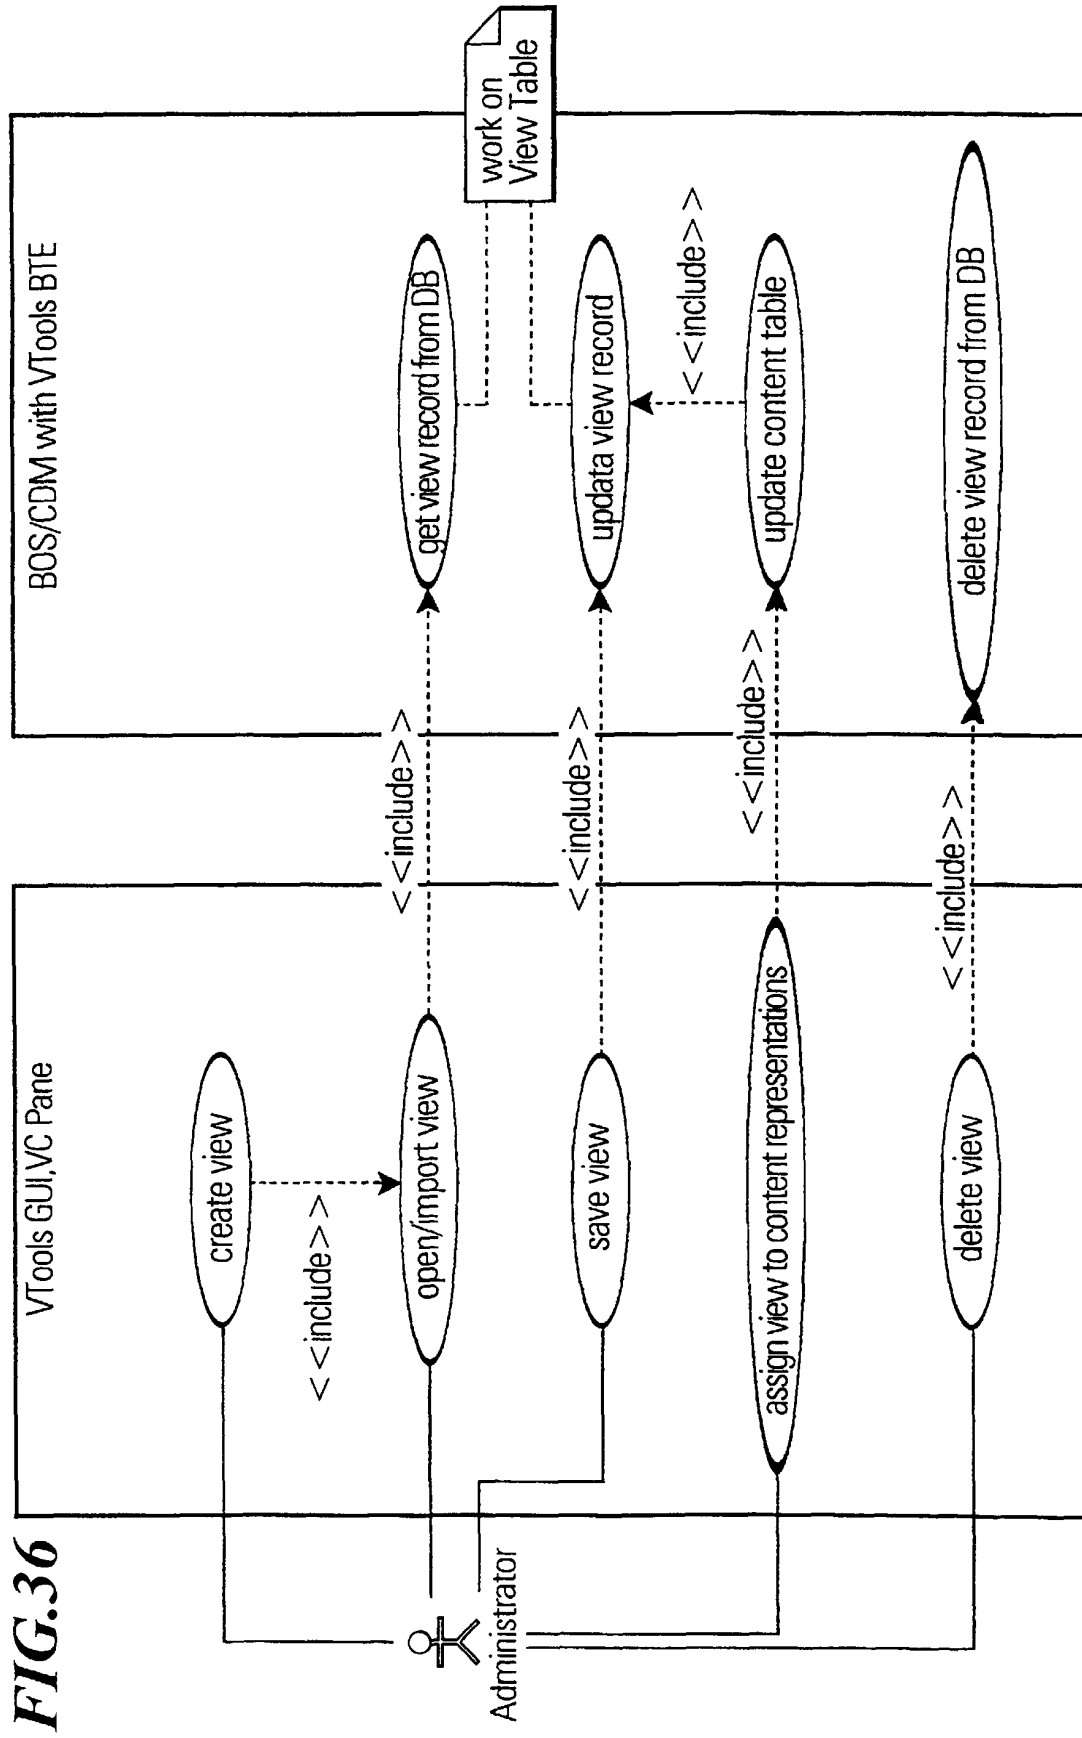 FIG.36
VTools GUI,VC Pane
BOS/CDM with VTools BTE
create view
<<include>>
open/import view
<<include>>
get view record from DB
work on
View Table
Administrator
save view
<<include>>
updata view record
<<include>>
assign view to content representations
<<include>>
update content table
delete view
<<include>>
delete view record from DB